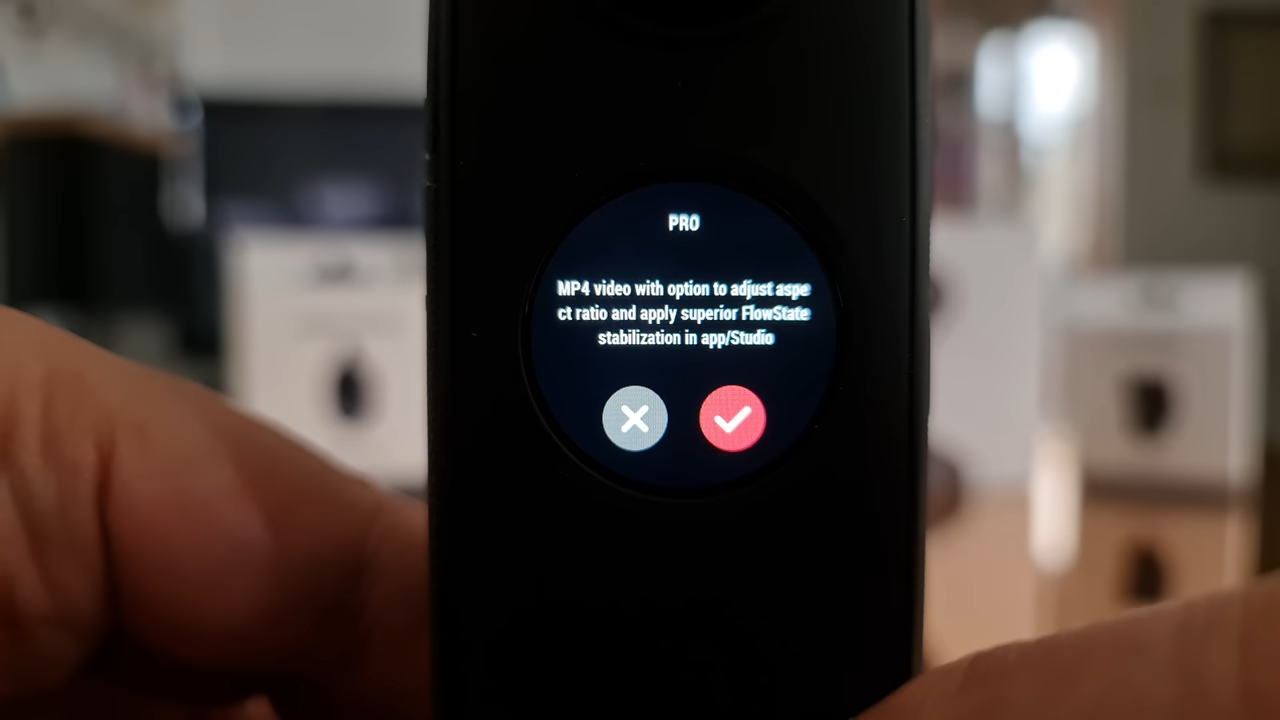 PRO
MP4 video with option to adjust aspe
ct ratio and apply superior FlowState
stabilization in app/Studio